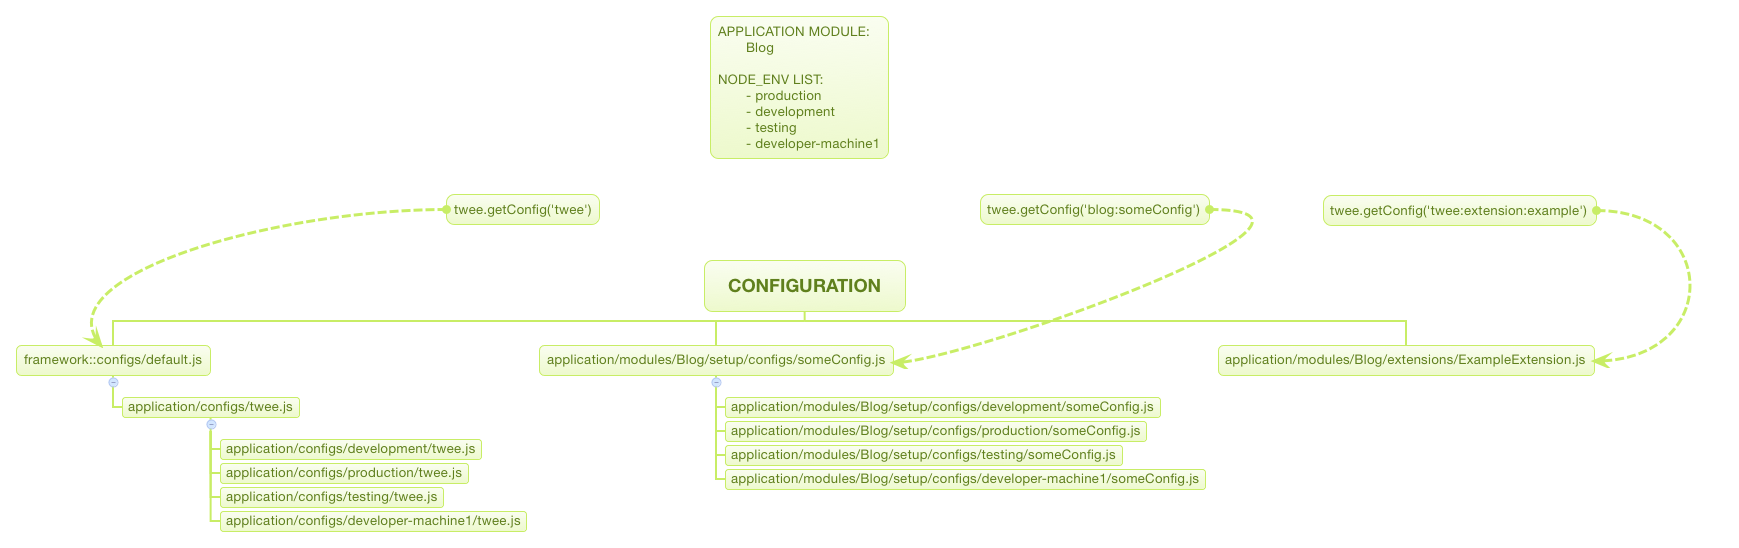 APPLICATION MODULE:
Blog
NODE_ENV LIST:
- production
- development
- testing
- developer-machine1
twee.getConfig('twee')
twee.getConfig('blog:someConfig')
twee.getConfig('twee:extension:example')
CONFIGURATION
framework::configs/default.js
application/modules/Blog/setup/configs/someConfig.js
application/modules/Blog/extensions/ExampleExtension.js
application/configs/twee.js
application/configs/development/twee.js
application/configs/production/twee.js
application/configs/testing/twee.js
application/configs/developer-machine1/twee.js
application/modules/Blog/setup/configs/development/someConfig.js
application/modules/Blog/setup/configs/production/someConfig.js
application/modules/Blog/setup/configs/testing/someConfig.js
application/modules/Blog/setup/configs/developer-machine1/someConfig.js